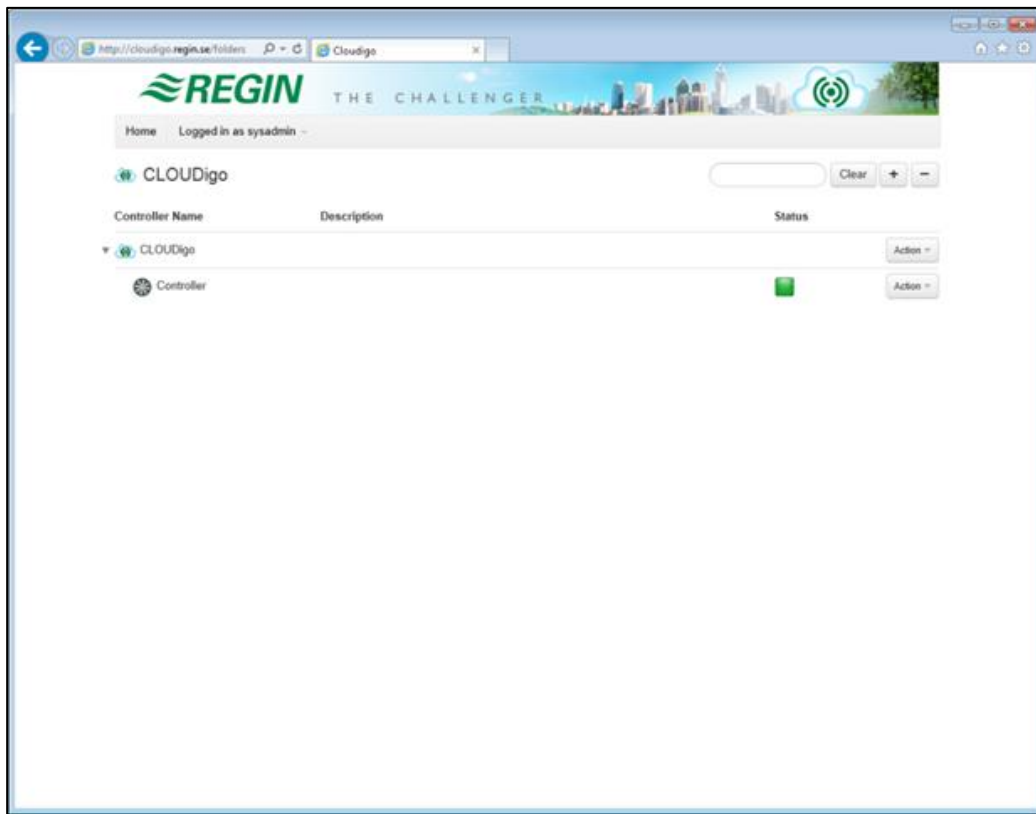 http://cloudigo.regin.se/folders
Cloudigo
REGIN THE CHALLENGER
Home Logged in as sysadmin
CLOUDigo
Clear + −
Controller Name Description Status
CLOUDigo Action
Controller Action